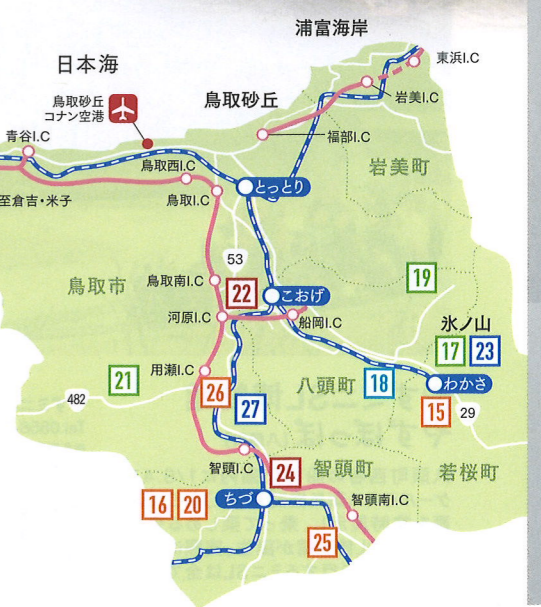 浦富海岸
日本海
東浜I.C
鳥取砂丘
コナン空港
鳥取砂丘
岩美I.C
青谷I.C
福部I.C
鳥取西I.C
岩美町
とっとり
鳥取I.C
至倉吉・米子
53
鳥取市
鳥取南I.C
22
こおげ
19
河原I.C
船岡I.C
氷ノ山
17
23
用瀬I.C
21
26
27
八頭町
18
わかさ
482
15
29
智頭I.C
24
智頭町
若桜町
16
20
ちづ
智頭南I.C
25